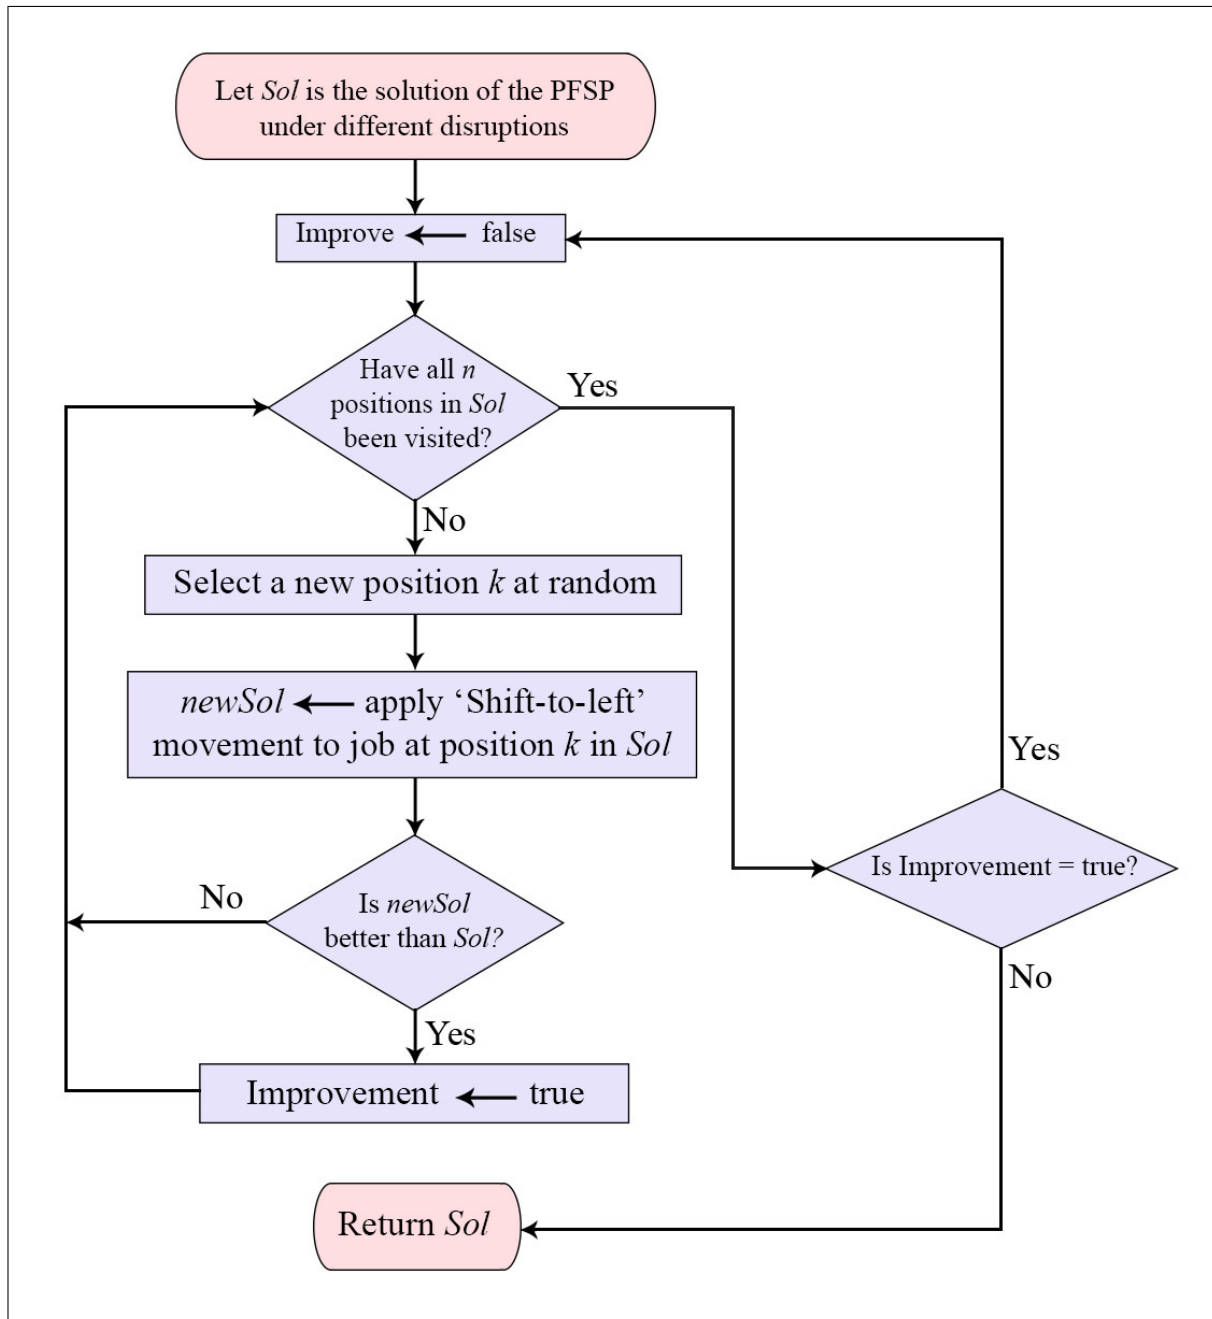 Let Sol is the solution of the PFSP
under different disruptions
Improve ← false
Have all n
positions in Sol
been visited?
Yes
No
Select a new position k at random
newSol ← apply ‘Shift-to-left’
movement to job at position k in Sol
Yes
Is Improvement = true?
No
Is newSol
better than Sol?
No
Yes
Improvement ← true
Return Sol